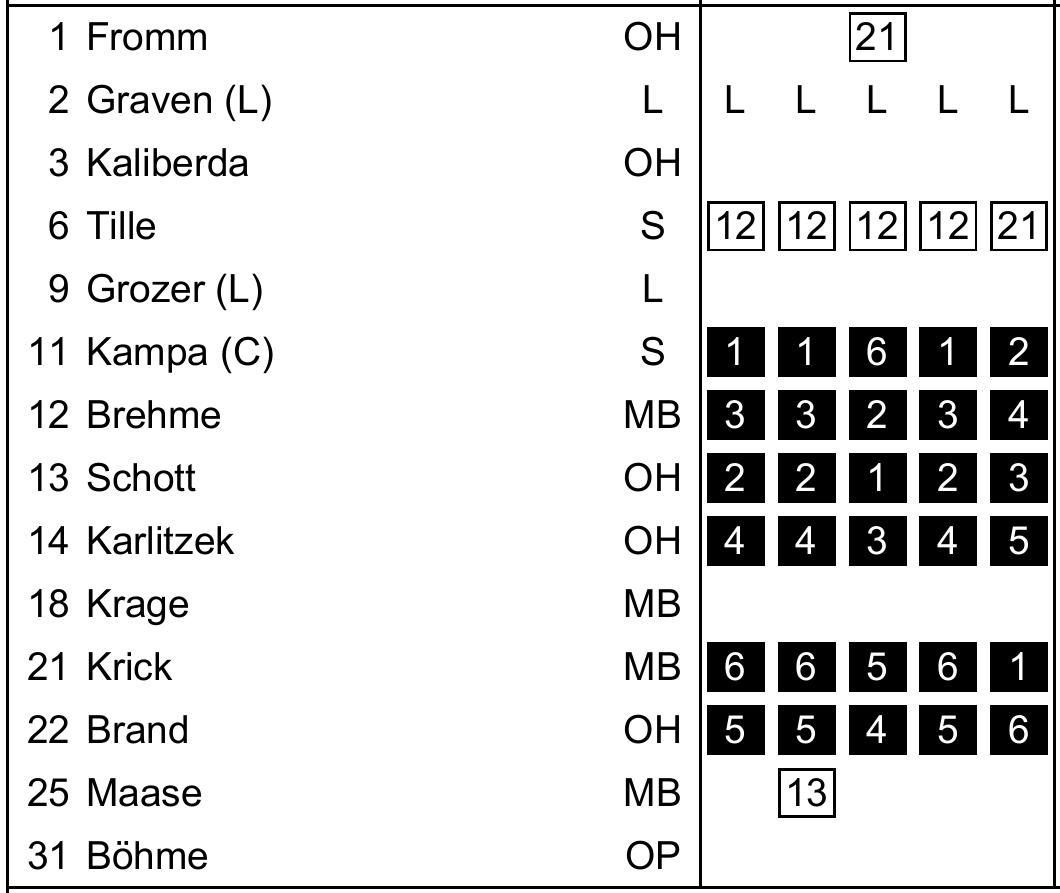 1 Fromm OH 21
2 Graven (L) L L L L L L
3 Kaliberda OH
6 Tille S 12 12 12 12 21
9 Grozer (L) L
11 Kampa (C) S 1 1 6 1 2
12 Brehme MB 3 3 2 3 4
13 Schott OH 2 2 1 2 3
14 Karlitzek OH 4 4 3 4 5
18 Krage MB
21 Krick MB 6 6 5 6 1
22 Brand OH 5 5 4 5 6
25 Maase MB 13
31 Böhme OP